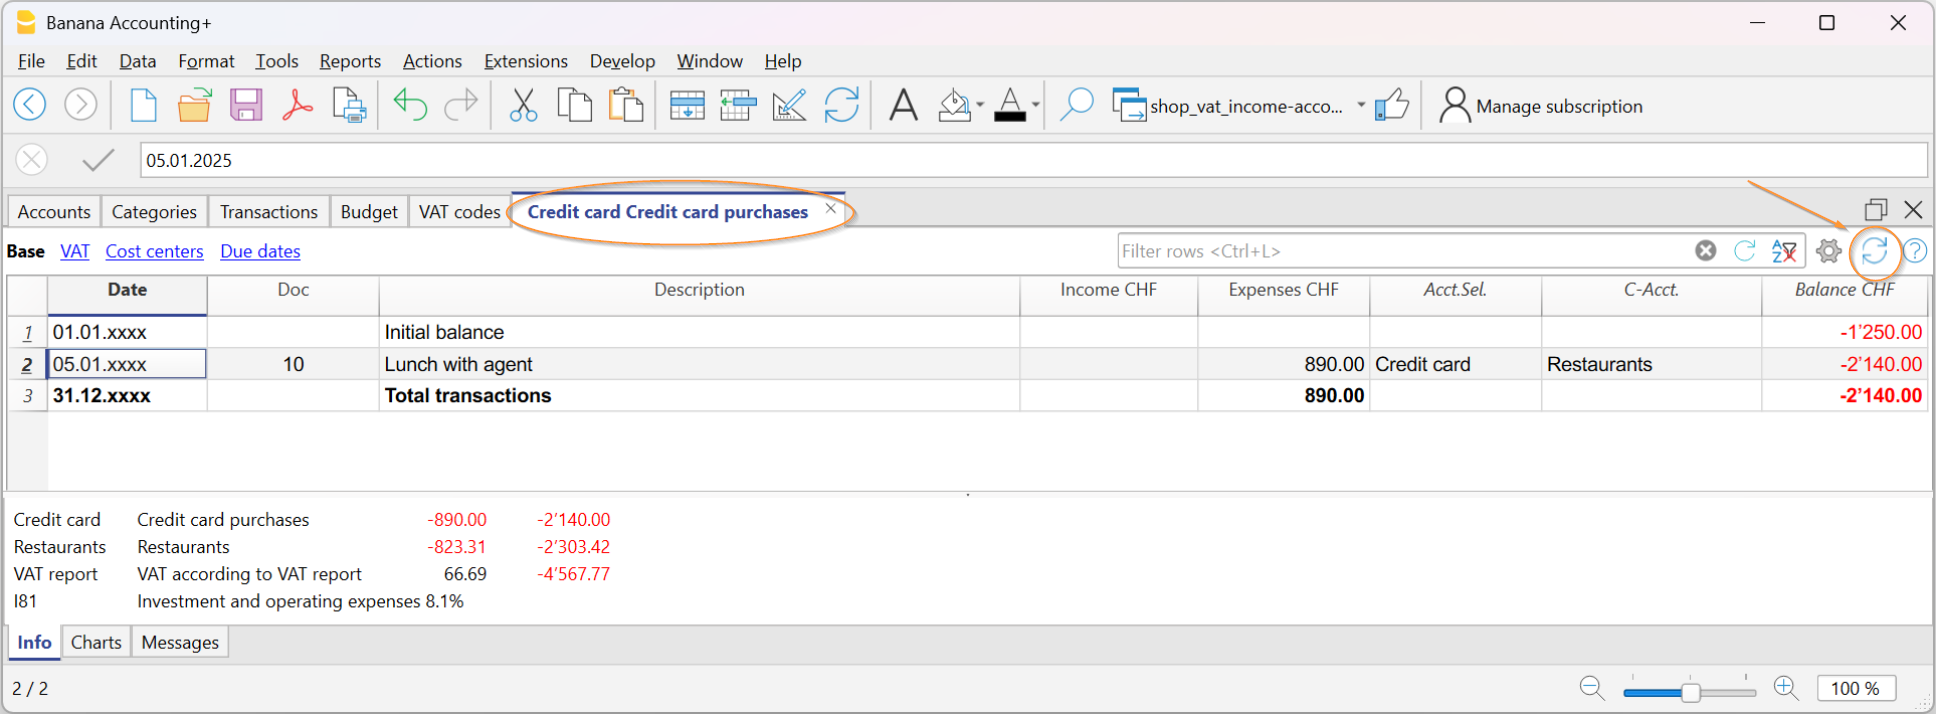 Banana Accounting+
File Edit Data Format Tools Reports Actions Extensions Develop Window Help
shop_vat_income-acco... Manage subscription
05.01.2025
Accounts Categories Transactions Budget VAT codes Credit card Credit card purchases
Base VAT Cost centers Due dates Filter rows <Ctrl+L>
Date Doc Description Income CHF Expenses CHF Acct.Sel. C-Acct. Balance CHF
1 01.01.xxxx Initial balance -1'250.00
2 05.01.xxxx 10 Lunch with agent 890.00 Credit card Restaurants -2'140.00
3 31.12.xxxx Total transactions 890.00 -2'140.00
Credit card Credit card purchases -890.00 -2'140.00
Restaurants Restaurants -823.31 -2'303.42
VAT report VAT according to VAT report 66.69 -4'567.77
I81 Investment and operating expenses 8.1%
Info Charts Messages
2 / 2 100 %